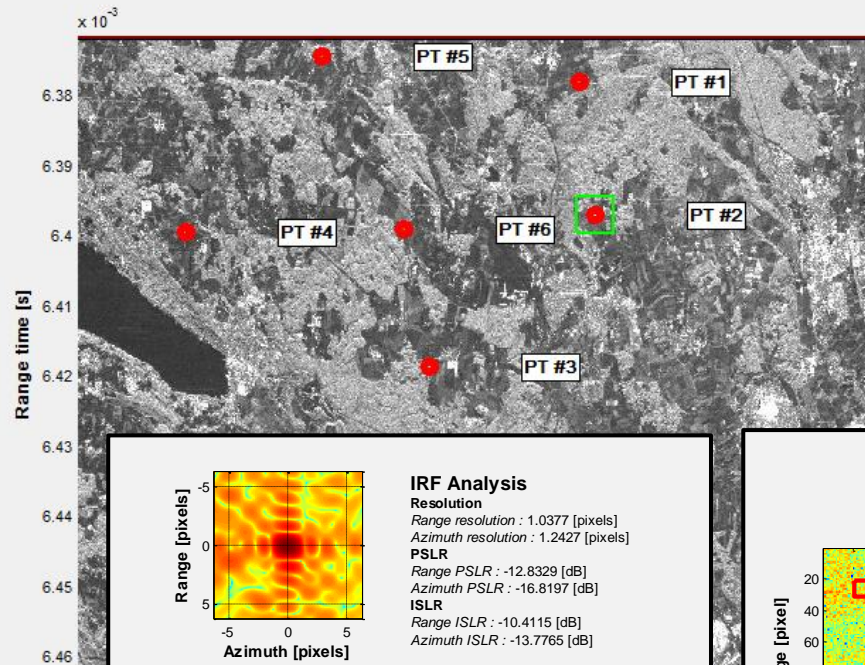 x 10-3
PT #5
PT #1
6.38
6.39
PT #2
PT #4
PT #6
6.4
Range time [s]
6.41
PT #3
6.42
6.43
6.44
6.45
6.46
IRF Analysis
Resolution
Range resolution : 1.0377 [pixels]
Azimuth resolution : 1.2427 [pixels]
PSLR
Range PSLR : -12.8329 [dB]
Azimuth PSLR : -16.8197 [dB]
ISLR
Range ISLR : -10.4115 [dB]
Azimuth ISLR : -13.7765 [dB]
Range [pixels]
-5
0
5
-5 0 5
Azimuth [pixels]
20
40
60
ge [pixel]